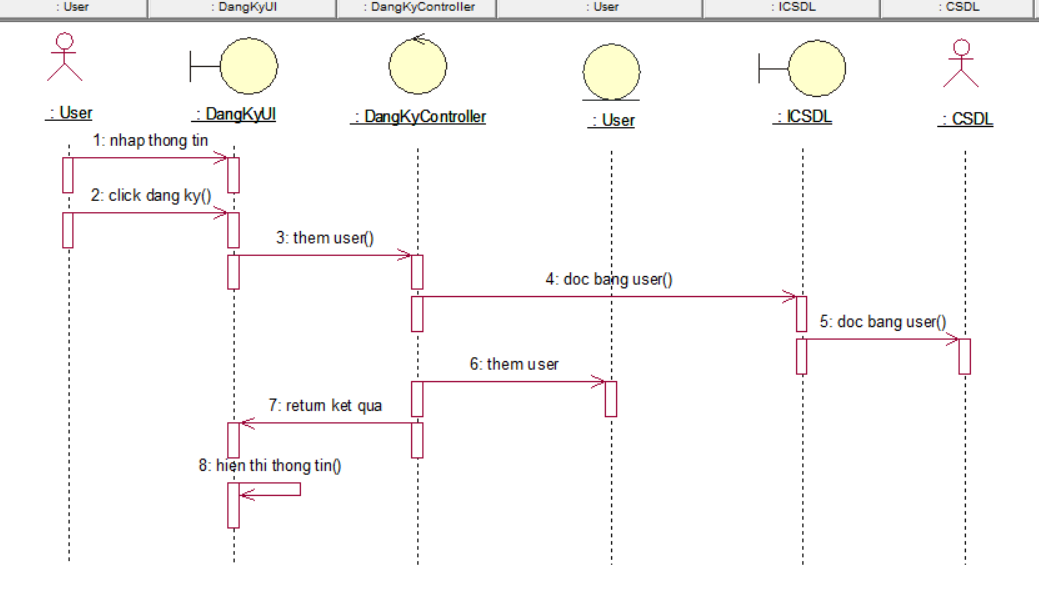 : User
: DangKyUI
: DangKyController
: User
: ICSDL
: CSDL
: User
: DangKyUI
: DangKyController
: User
: ICSDL
: CSDL
1: nhap thong tin
2: click dang ky()
3: them user()
4: doc bang user()
5: doc bang user()
6: them user
7: return ket qua
8: hien thi thong tin()